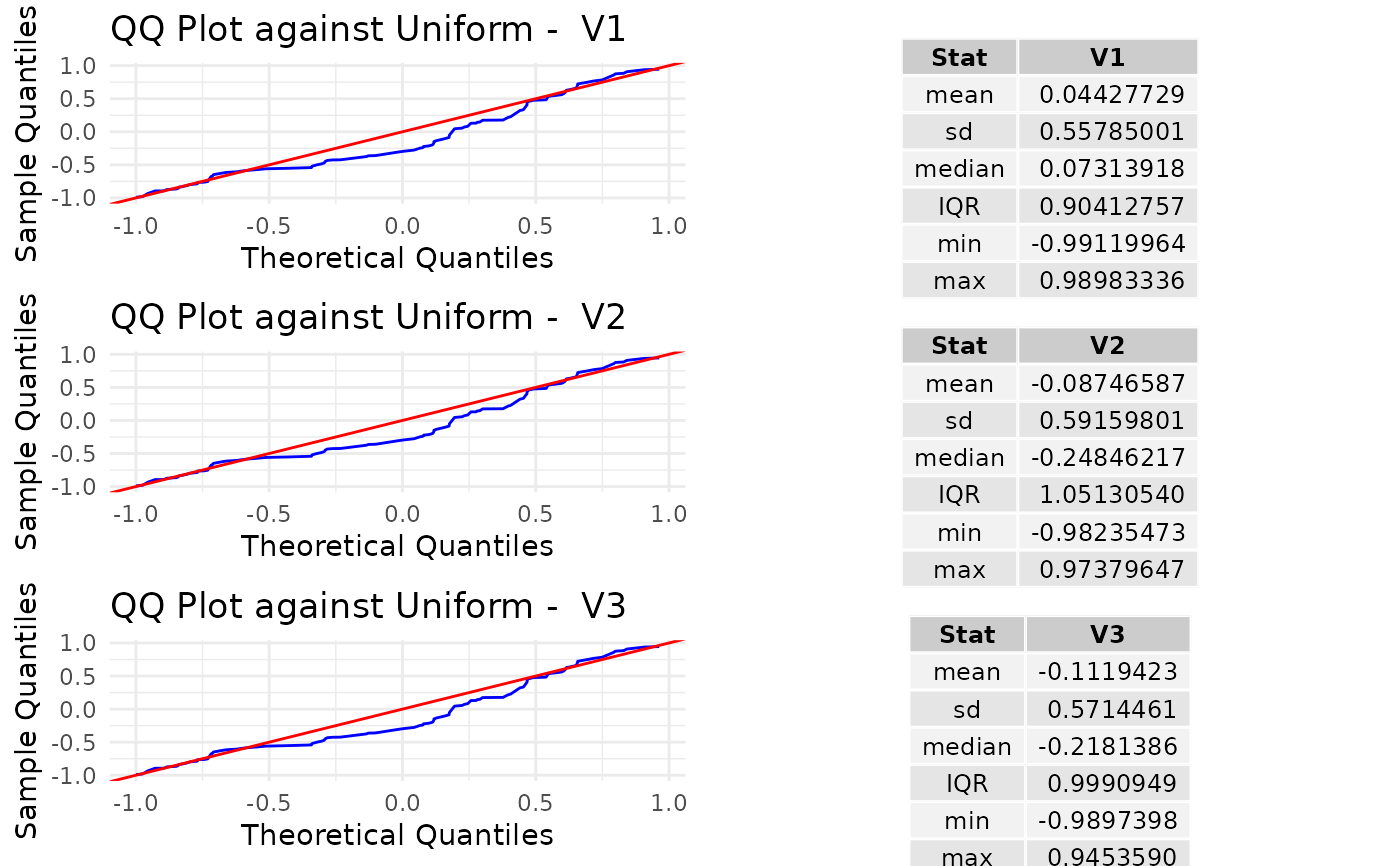 QQ Plot against Uniform -  V1
Sample Quantiles
1.0
0.5
0.0
-0.5
-1.0
-1.0 -0.5 0.0 0.5 1.0
Theoretical Quantiles
Stat V1
mean 0.04427729
sd 0.55785001
median 0.07313918
IQR 0.90412757
min -0.99119964
max 0.98983336
QQ Plot against Uniform -  V2
Sample Quantiles
1.0
0.5
0.0
-0.5
-1.0
-1.0 -0.5 0.0 0.5 1.0
Theoretical Quantiles
Stat V2
mean -0.08746587
sd 0.59159801
median -0.24846217
IQR 1.05130540
min -0.98235473
max 0.97379647
QQ Plot against Uniform -  V3
Sample Quantiles
1.0
0.5
0.0
-0.5
-1.0
-1.0 -0.5 0.0 0.5 1.0
Theoretical Quantiles
Stat V3
mean -0.1119423
sd 0.5714461
median -0.2181386
IQR 0.9990949
min -0.9897398
max 0.9453590